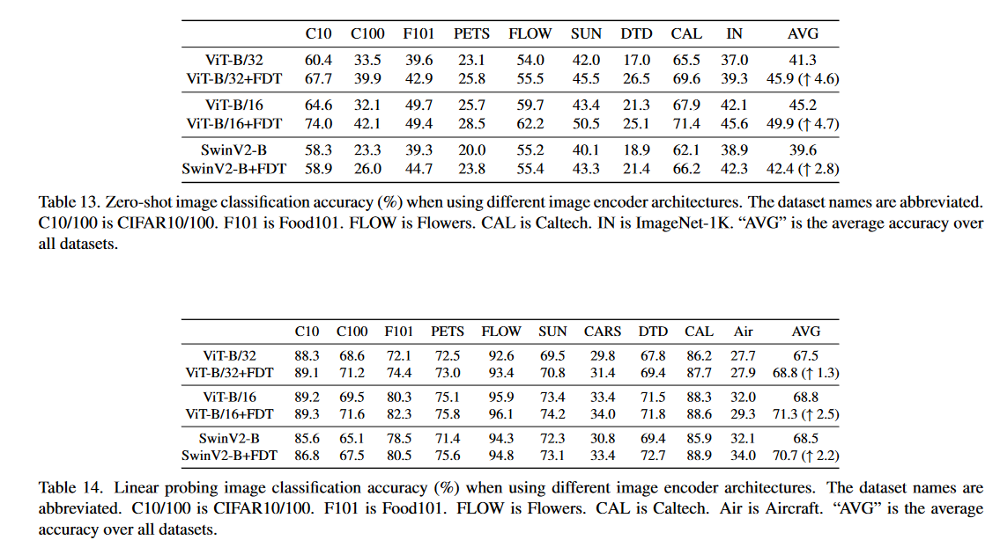 C10 C100 F101 PETS FLOW SUN DTD CAL IN AVG
ViT-B/32 60.4 33.5 39.6 23.1 54.0 42.0 17.0 65.5 37.0 41.3
ViT-B/32+FDT 67.7 39.9 42.9 25.8 55.5 45.5 26.5 69.6 39.3 45.9 (↑ 4.6)
ViT-B/16 64.6 32.1 49.7 25.7 59.7 43.4 21.3 67.9 42.1 45.2
ViT-B/16+FDT 74.0 42.1 49.4 28.5 62.2 50.5 25.1 71.4 45.6 49.9 (↑ 4.7)
SwinV2-B 58.3 23.3 39.3 20.0 55.2 40.1 18.9 62.1 38.9 39.6
SwinV2-B+FDT 58.9 26.0 44.7 23.8 55.4 43.3 21.4 66.2 42.3 42.4 (↑ 2.8)
Table 13. Zero-shot image classification accuracy (%) when using different image encoder architectures. The dataset names are abbreviated.
C10/100 is CIFAR10/100. F101 is Food101. FLOW is Flowers. CAL is Caltech. IN is ImageNet-1K. “AVG” is the average accuracy over
all datasets.
C10 C100 F101 PETS FLOW SUN CARS DTD CAL Air AVG
ViT-B/32 88.3 68.6 72.1 72.5 92.6 69.5 29.8 67.8 86.2 27.7 67.5
ViT-B/32+FDT 89.1 71.2 74.4 73.0 93.4 70.8 31.4 69.4 87.7 27.9 68.8 (↑ 1.3)
ViT-B/16 89.2 69.5 80.3 75.1 95.9 73.4 33.4 71.5 88.3 32.0 68.8
ViT-B/16+FDT 89.3 71.6 82.3 75.8 96.1 74.2 34.0 71.8 88.6 29.3 71.3 (↑ 2.5)
SwinV2-B 85.6 65.1 78.5 71.4 94.3 72.3 30.8 69.4 85.9 32.1 68.5
SwinV2-B+FDT 86.8 67.5 80.5 75.6 94.8 73.1 33.4 72.7 88.9 34.0 70.7 (↑ 2.2)
Table 14. Linear probing image classification accuracy (%) when using different image encoder architectures. The dataset names are
abbreviated. C10/100 is CIFAR10/100. F101 is Food101. FLOW is Flowers. CAL is Caltech. Air is Aircraft. “AVG” is the average
accuracy over all datasets.